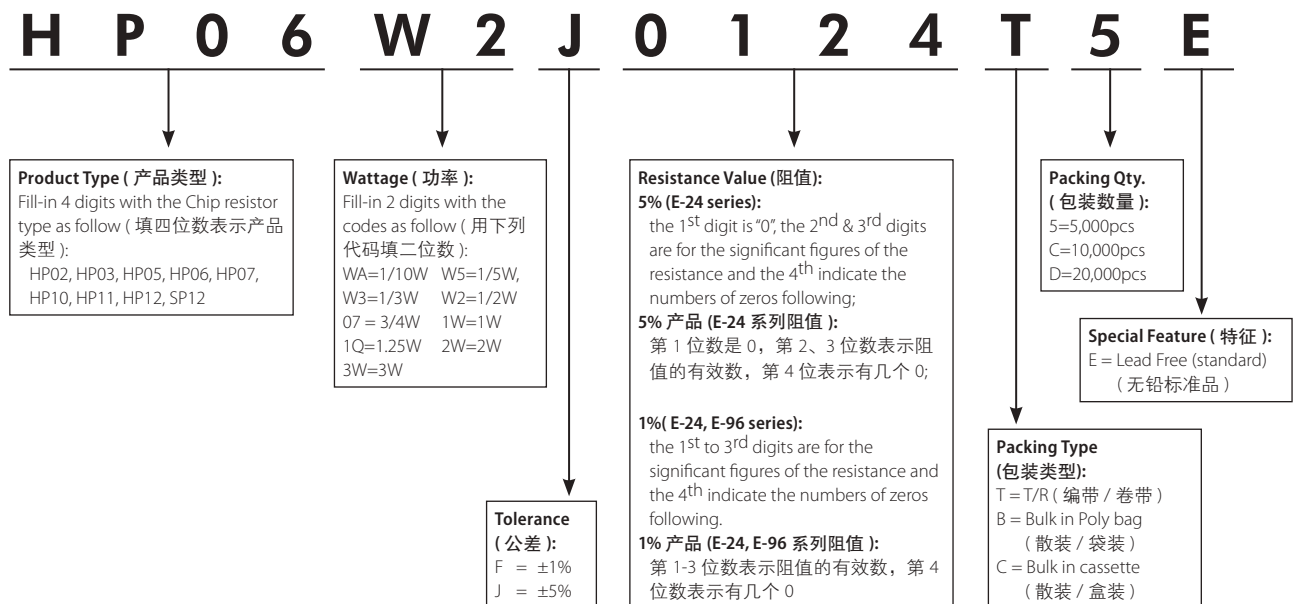 H P 0 6 W 2 J 0 1 2 4 T 5 E
Product Type ( 产品类型 ):
Fill-in 4 digits with the Chip resistor
type as follow ( 填四位数表示产品
类型 ):
HP02, HP03, HP05, HP06, HP07,
HP10, HP11, HP12, SP12
Wattage ( 功率 ):
Fill-in 2 digits with the
codes as follow ( 用下列
代码填二位数 ):
WA=1/10W W5=1/5W,
W3=1/3W W2=1/2W
07 = 3/4W 1W=1W
1Q=1.25W 2W=2W
3W=3W
Tolerance
( 公差 ):
F = ±1%
J = ±5%
Resistance Value (阻值):
5% (E-24 series):
the 1st digit is “0”, the 2nd & 3rd digits
are for the significant figures of the
resistance and the 4th indicate the
numbers of zeros following;
5% 产品 (E-24 系列阻值 ):
第 1 位数是 0，第 2、3 位数表示阻
值的有效数，第 4 位表示有几个 0;
1%( E-24, E-96 series):
the 1st to 3rd digits are for the
significant figures of the resistance and
the 4th indicate the numbers of zeros
following.
1% 产品 (E-24, E-96 系列阻值 ):
第 1-3 位数表示阻值的有效数，第 4
位数表示有几个 0
Packing Qty.
( 包装数量 ):
5=5,000pcs
C=10,000pcs
D=20,000pcs
Special Feature ( 特征 ):
E = Lead Free (standard)
( 无铅标准品 )
Packing Type
(包装类型):
T = T/R ( 编带 / 卷带 )
B = Bulk in Poly bag
( 散装 / 袋装 )
C = Bulk in cassette
( 散装 / 盒装 )